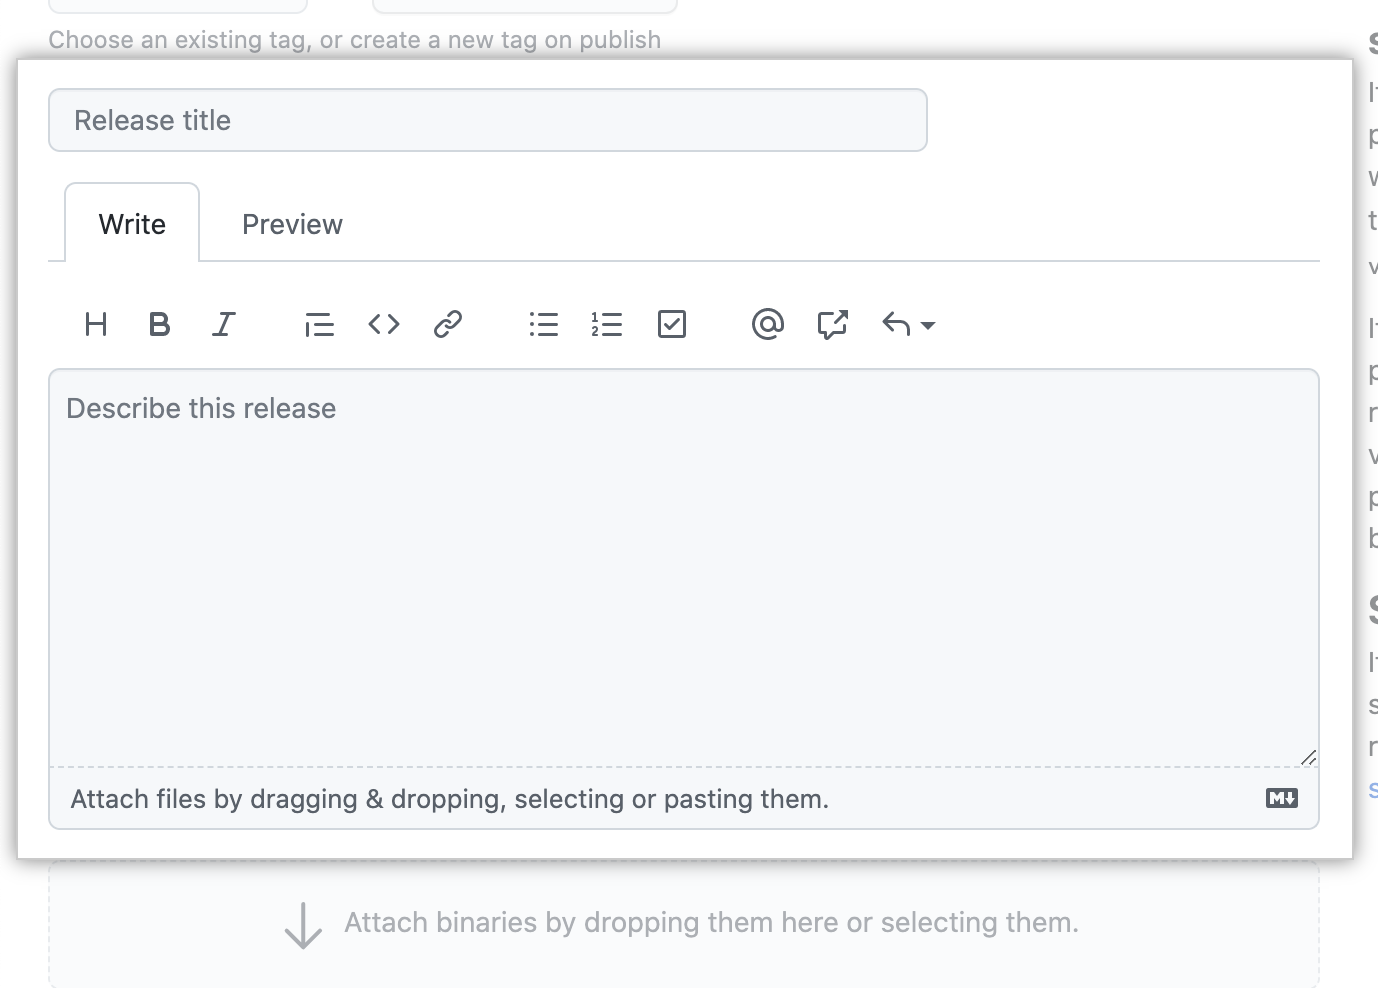 Choose an existing tag, or create a new tag on publish
Release title
Write Preview
H B I
Describe this release
Attach files by dragging & dropping, selecting or pasting them.
M
Attach binaries by dropping them here or selecting them.